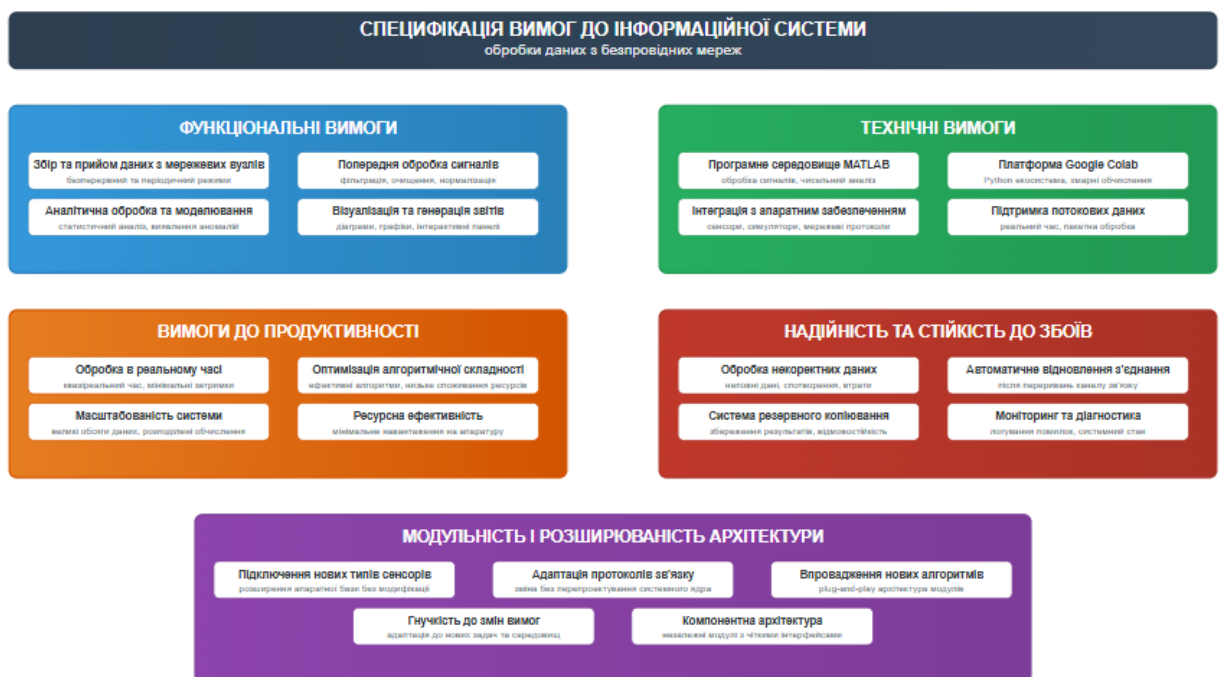 СПЕЦИФІКАЦІЯ ВИМОГ ДО ІНФОРМАЦІЙНОЇ СИСТЕМИ
обробки даних з безпровідних мереж
ФУНКЦІОНАЛЬНІ ВИМОГИ
Збір та прийом даних з мережевих вузлів
безперервний та періодичний режими
Попередня обробка сигналів
фільтрація, очищення, нормалізація
Аналітична обробка та моделювання
статистичний аналіз, виявлення аномалій
Візуалізація та генерація звітів
діаграми, графіки, інтерактивні панелі
ТЕХНІЧНІ ВИМОГИ
Програмне середовище MATLAB
обробка сигналів, чисельний аналіз
Платформа Google Colab
Python екосистема, хмарні обчислення
Інтеграція з апаратним забезпеченням
сенсори, симулятори, мережеві протоколи
Підтримка потокових даних
реальний час, пакетна обробка
ВИМОГИ ДО ПРОДУКТИВНОСТІ
Обробка в реальному часі
квазіреальний час, мінімальні затримки
Оптимізація алгоритмічної складності
ефективні алгоритми, низьке споживання ресурсів
Масштабованість системи
великі обсяги даних, розподілені обчислення
Ресурсна ефективність
мінімальне навантаження на апаратуру
НАДІЙНІСТЬ ТА СТІЙКІСТЬ ДО ЗБОЇВ
Обробка некоректних даних
неповні дані, спотворення, втрати
Автоматичне відновлення з'єднання
після переривань каналу зв'язку
Система резервного копіювання
збереження результатів, відмовостійкість
Моніторинг та діагностика
логування помилок, системний стан
МОДУЛЬНІСТЬ І РОЗШИРЮВАНІСТЬ АРХІТЕКТУРИ
Підключення нових типів сенсорів
розширення апаратної бази без модифікації
Адаптація протоколів зв'язку
зміна без перепроектування системного ядра
Впровадження нових алгоритмів
plug-and-play архітектура модулів
Гнучкість до змін вимог
адаптація до нових задач та середовищ
Компонентна архітектура
незалежні модулі з чіткими інтерфейсами